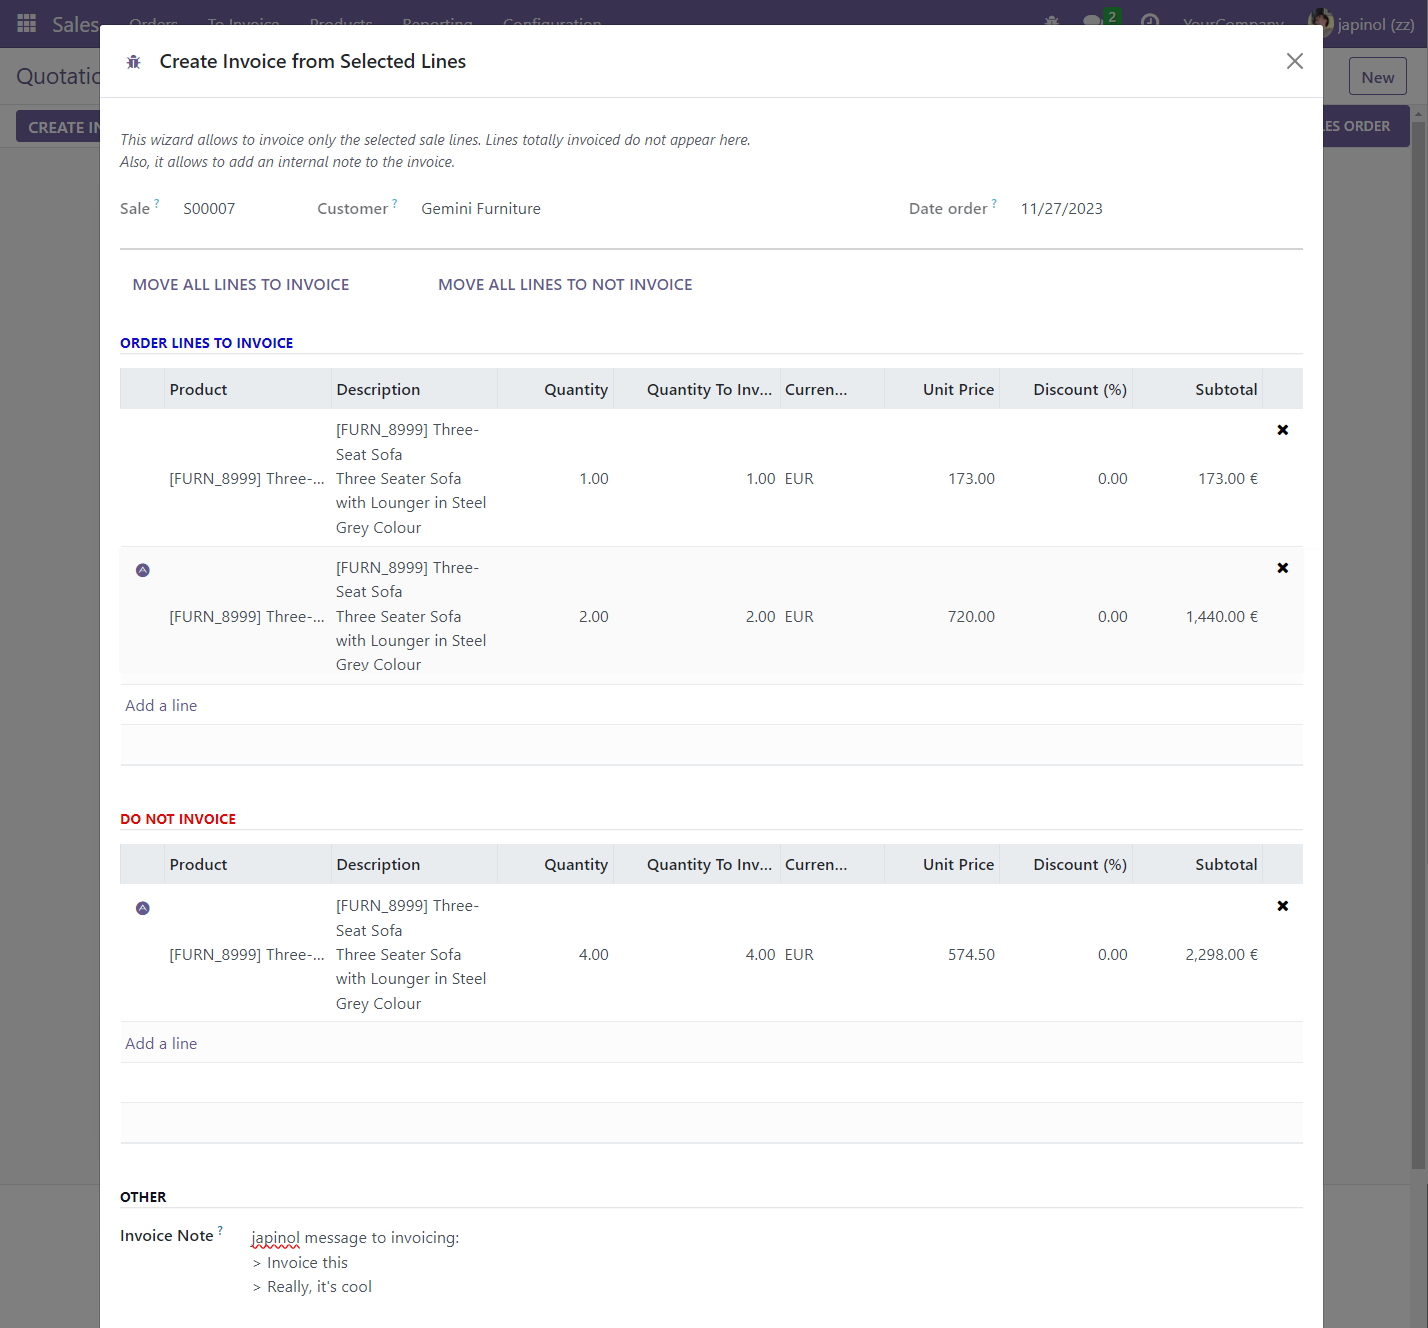 Sales Orders To Invoice Products Reporting Configuration 2 YourCompany japinol (zz)
Create Invoice from Selected Lines
Quotatio
New
CREATE IN
LES ORDER
This wizard allows to invoice only the selected sale lines. Lines totally invoiced do not appear here.
Also, it allows to add an internal note to the invoice.
Sale ? S00007 Customer ? Gemini Furniture Date order ? 11/27/2023
MOVE ALL LINES TO INVOICE MOVE ALL LINES TO NOT INVOICE
ORDER LINES TO INVOICE
Product Description Quantity Quantity To Inv... Curren... Unit Price Discount (%) Subtotal
[FURN_8999] Three-
Seat Sofa
[FURN_8999] Three-... Three Seater Sofa 1.00 1.00 EUR 173.00 0.00 173.00 €
with Lounger in Steel
Grey Colour
[FURN_8999] Three-
Seat Sofa
[FURN_8999] Three-... Three Seater Sofa 2.00 2.00 EUR 720.00 0.00 1,440.00 €
with Lounger in Steel
Grey Colour
Add a line
DO NOT INVOICE
Product Description Quantity Quantity To Inv... Curren... Unit Price Discount (%) Subtotal
[FURN_8999] Three-
Seat Sofa
[FURN_8999] Three-... Three Seater Sofa 4.00 4.00 EUR 574.50 0.00 2,298.00 €
with Lounger in Steel
Grey Colour
Add a line
OTHER
Invoice Note ? japinol message to invoicing:
> Invoice this
> Really, it's cool